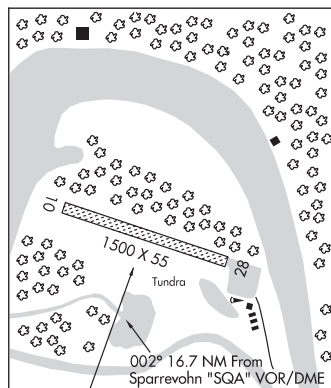 10
1500 X 55
28
Tundra
002° 16.7 NM From
Sparrevohn "SQA" VOR/DME